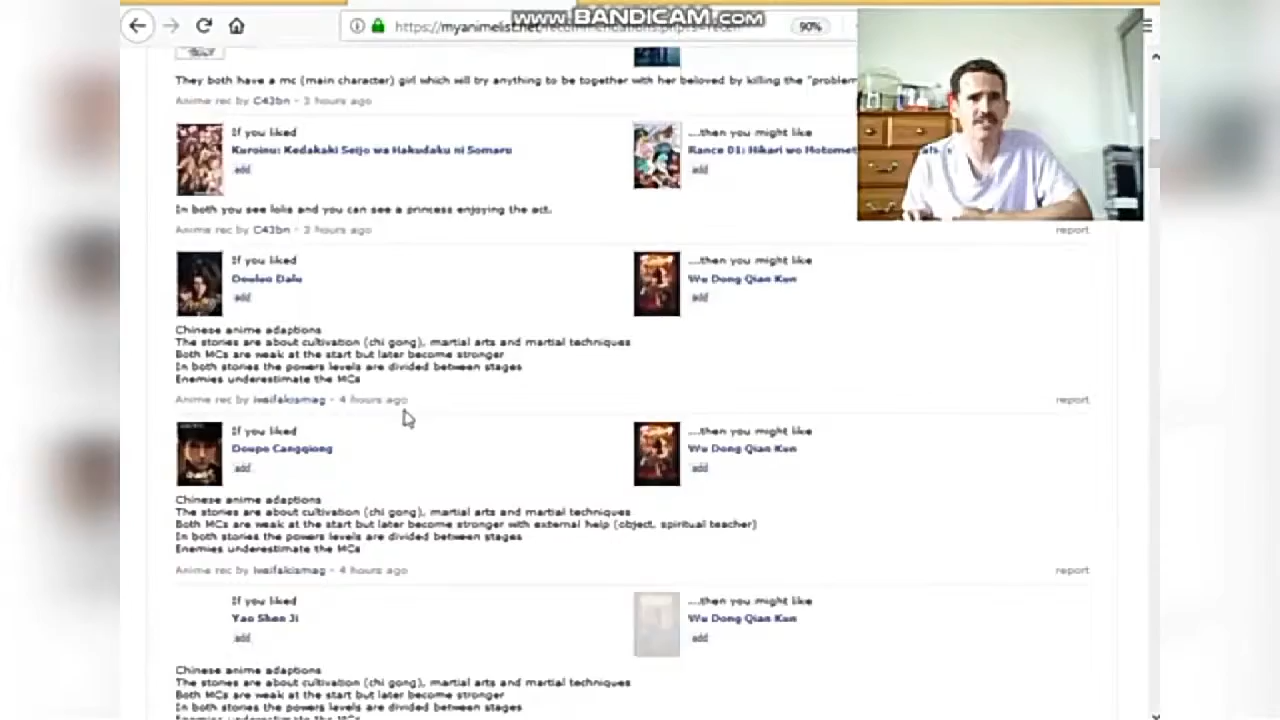 www.BANDICAM.com
https://myanimelist.net/recommendations.php?s=recen
90%
They both have a mc (main character) girl which will try anything to be together with her beloved by killing the "problem
Anime rec by C43bn - 3 hours ago
If you liked
...then you might like
Kuroinu: Kedakaki Seijo wa Hakudaku ni Somaru
Rance 01: Hikari wo Motomet
add
add
In both you see lolis and you can see a princess enjoying the act.
Anime rec by C43bn - 3 hours ago
report
If you liked
...then you might like
Douluo Dalu
Wu Dong Qian Kun
add
add
Chinese anime adaptions
The stories are about cultivation (chi gong), martial arts and martial techniques
Both MCs are weak at the start but later become stronger
In both stories the powers levels are divided between stages
Enemies underestimate the MCs
Anime rec by iwaifakismag - 4 hours ago
report
If you liked
...then you might like
Doupo Cangqiong
Wu Dong Qian Kun
add
add
Chinese anime adaptions
The stories are about cultivation (chi gong), martial arts and martial techniques
Both MCs are weak at the start but later become stronger with external help (object, spiritual teacher)
In both stories the powers levels are divided between stages
Enemies underestimate the MCs
Anime rec by iwaifakismag - 4 hours ago
report
If you liked
...then you might like
Yao Shen Ji
Wu Dong Qian Kun
add
add
Chinese anime adaptions
The stories are about cultivation (chi gong), martial arts and martial techniques
Both MCs are weak at the start but later become stronger
In both stories the powers levels are divided between stages
Enemies underestimate the MCs